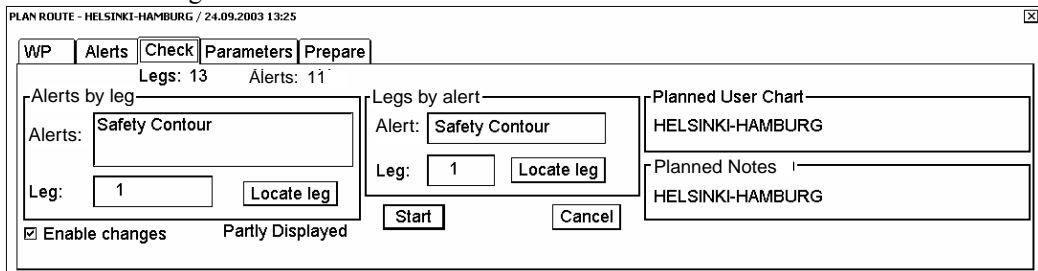 PLAN ROUTE - HELSINKI-HAMBURG / 24.09.2003 13:25
WP Alerts Check Parameters Prepare
Legs: 13 Alerts: 11
Alerts by leg
Alerts: Safety Contour
Leg: 1 Locate leg
Enable changes Partly Displayed
Legs by alert
Alert: Safety Contour
Leg: 1 Locate leg
Start Cancel
Planned User Chart
HELSINKI-HAMBURG
Planned Notes
HELSINKI-HAMBURG